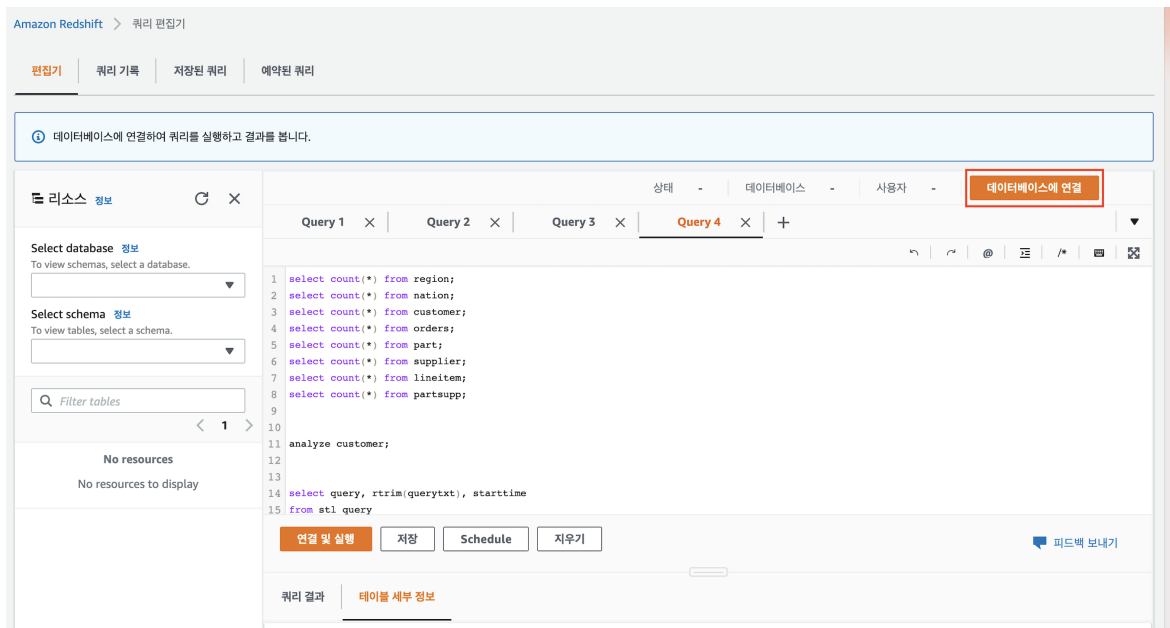 Amazon Redshift > 쿼리 편집기
편집기 쿼리 기록 저장된 쿼리 예약된 쿼리
데이터베이스에 연결하여 쿼리를 실행하고 결과를 봅니다.
리소스 정보
Select database 정보
To view schemas, select a database.
Select schema 정보
To view tables, select a schema.
Filter tables
1
No resources
No resources to display
상태 - 데이터베이스 - 사용자 - 데이터베이스에 연결
Query 1 Query 2 Query 3 Query 4
@ /*
1 select count(*) from region;
2 select count(*) from nation;
3 select count(*) from customer;
4 select count(*) from orders;
5 select count(*) from part;
6 select count(*) from supplier;
7 select count(*) from lineitem;
8 select count(*) from partsupp;
9
10
11 analyze customer;
12
13
14 select query, rtrim(querytxt), starttime
15 from stl_query
연결 및 실행 저장 Schedule 지우기
피드백 보내기
쿼리 결과 테이블 세부 정보